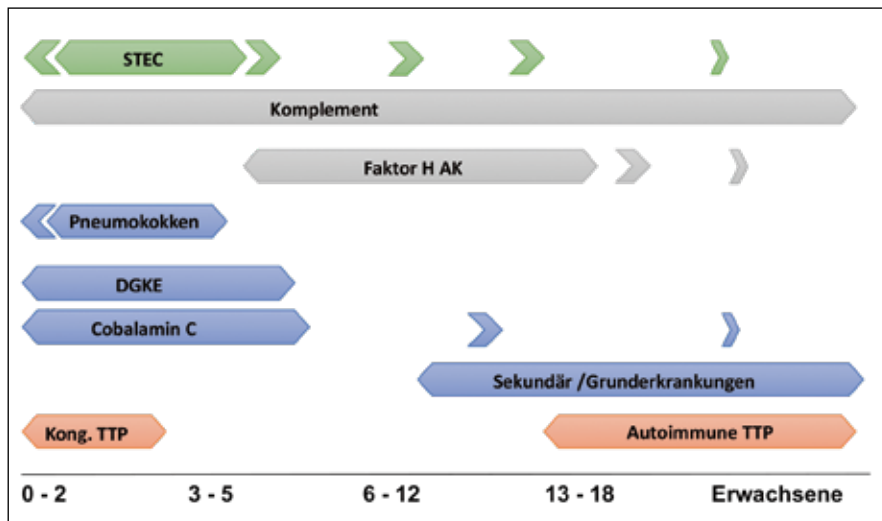 STEC
Komplement
Faktor H AK
Pneumokokken
DGKE
Cobalamin C
Sekundär /Grunderkrankungen
Kong. TTP Autoimmune TTP
0 - 2 3 - 5 6 - 12 13 - 18 Erwachsene